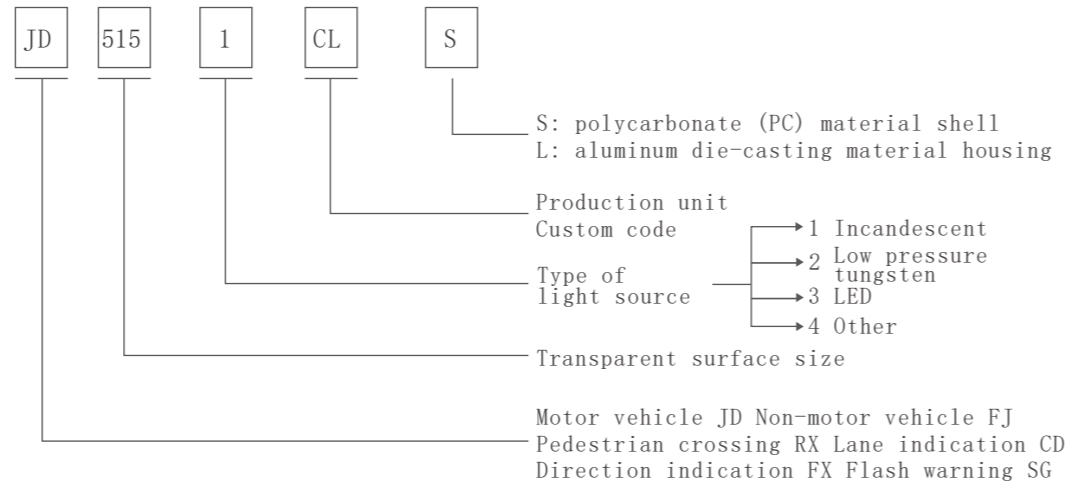 JD 515 1 CL S
S: polycarbonate (PC) material shell
L: aluminum die-casting material housing
Production unit
Custom code
Type of
light source
1 Incandescent
2 Low pressure
tungsten
3 LED
4 Other
Transparent surface size
Motor vehicle JD Non-motor vehicle FJ
Pedestrian crossing RX Lane indication CD
Direction indication FX Flash warning SG